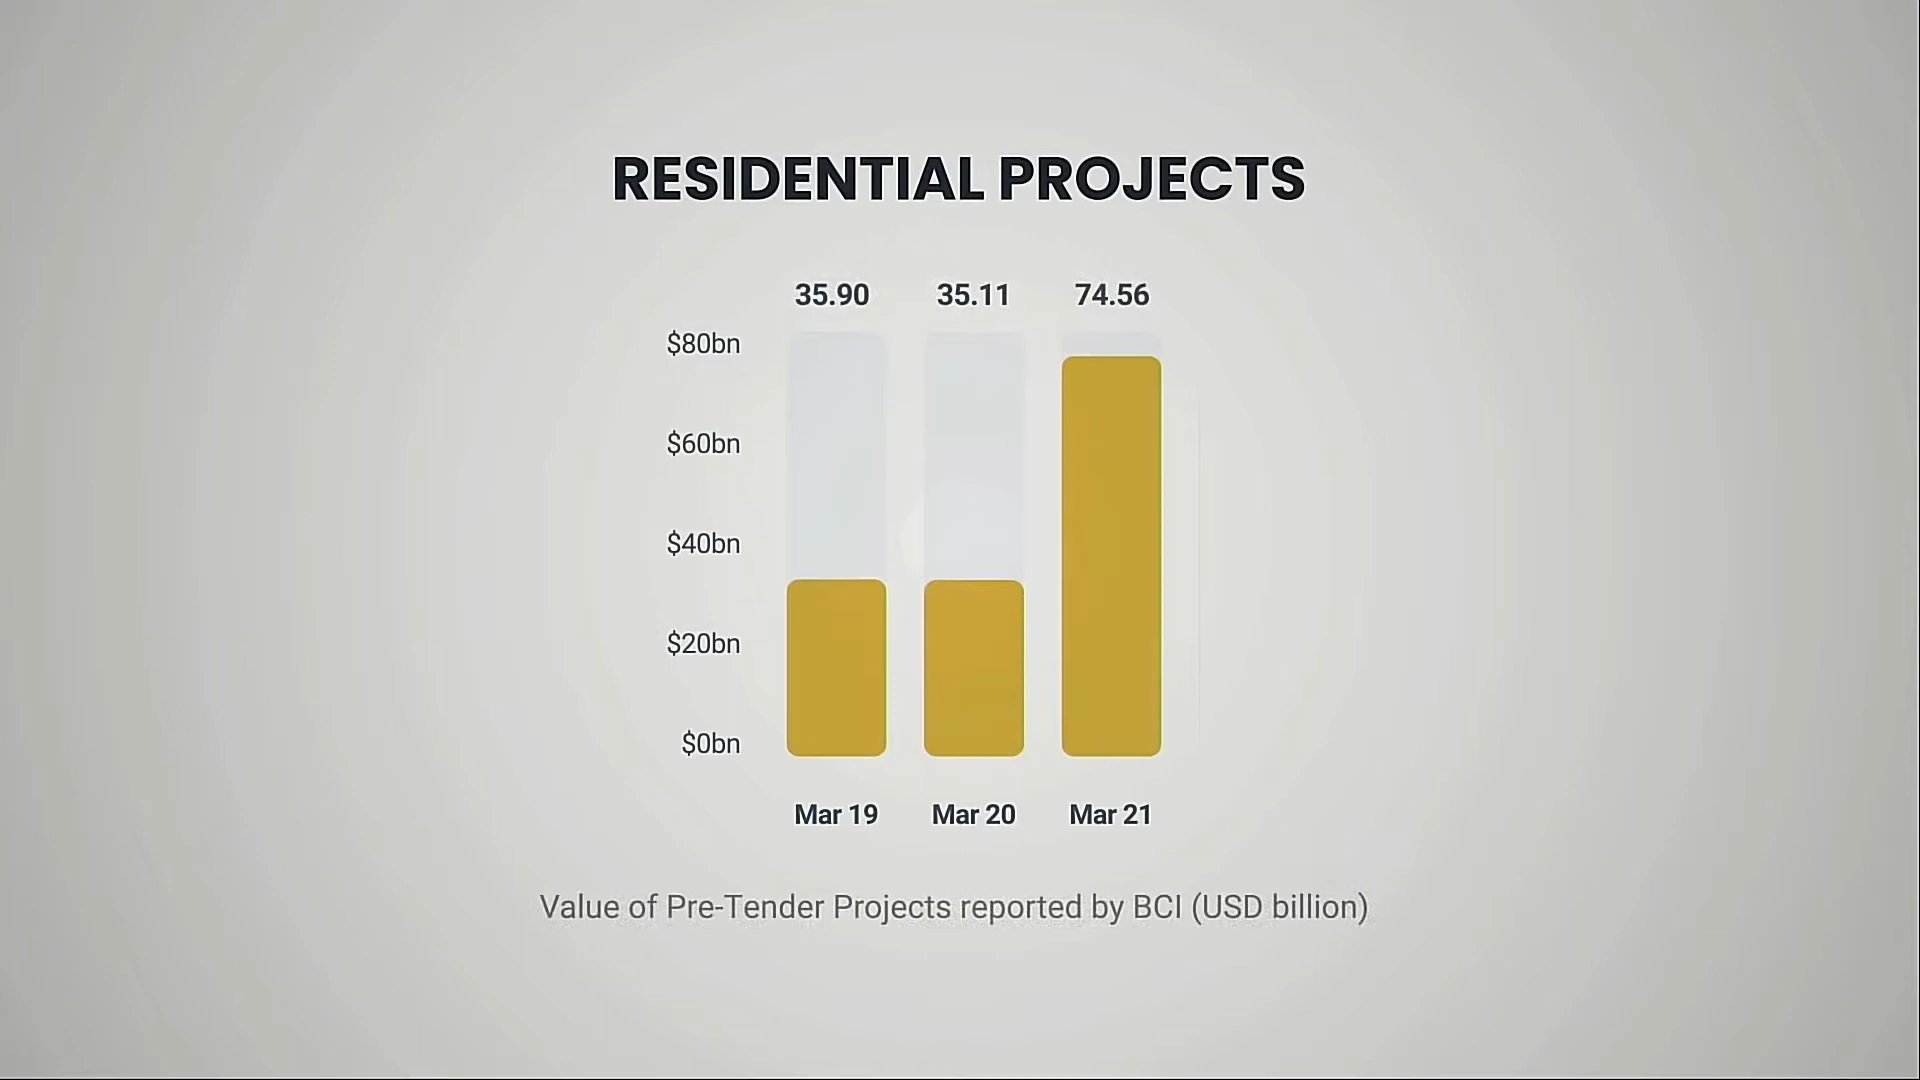 RESIDENTIAL PROJECTS
35.90 35.11 74.56
$80bn
$60bn
$40bn
$20bn
$0bn
Mar 19 Mar 20 Mar 21
Value of Pre-Tender Projects reported by BCI (USD billion)